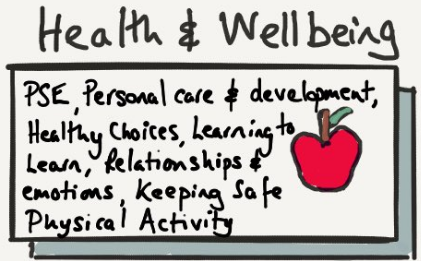 Health & Wellbeing
PSE, Personal care & development,
Healthy Choices, Learning to
Learn, Relationships &
emotions, Keeping Safe
Physical Activity